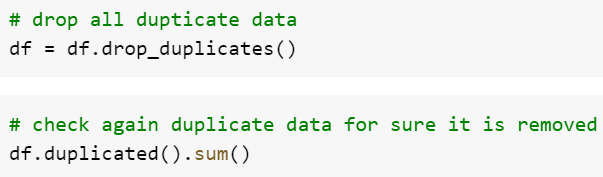 # drop all dupticate data
df = df.drop_duplicates()
# check again duplicate data for sure it is removed
df.duplicated().sum()